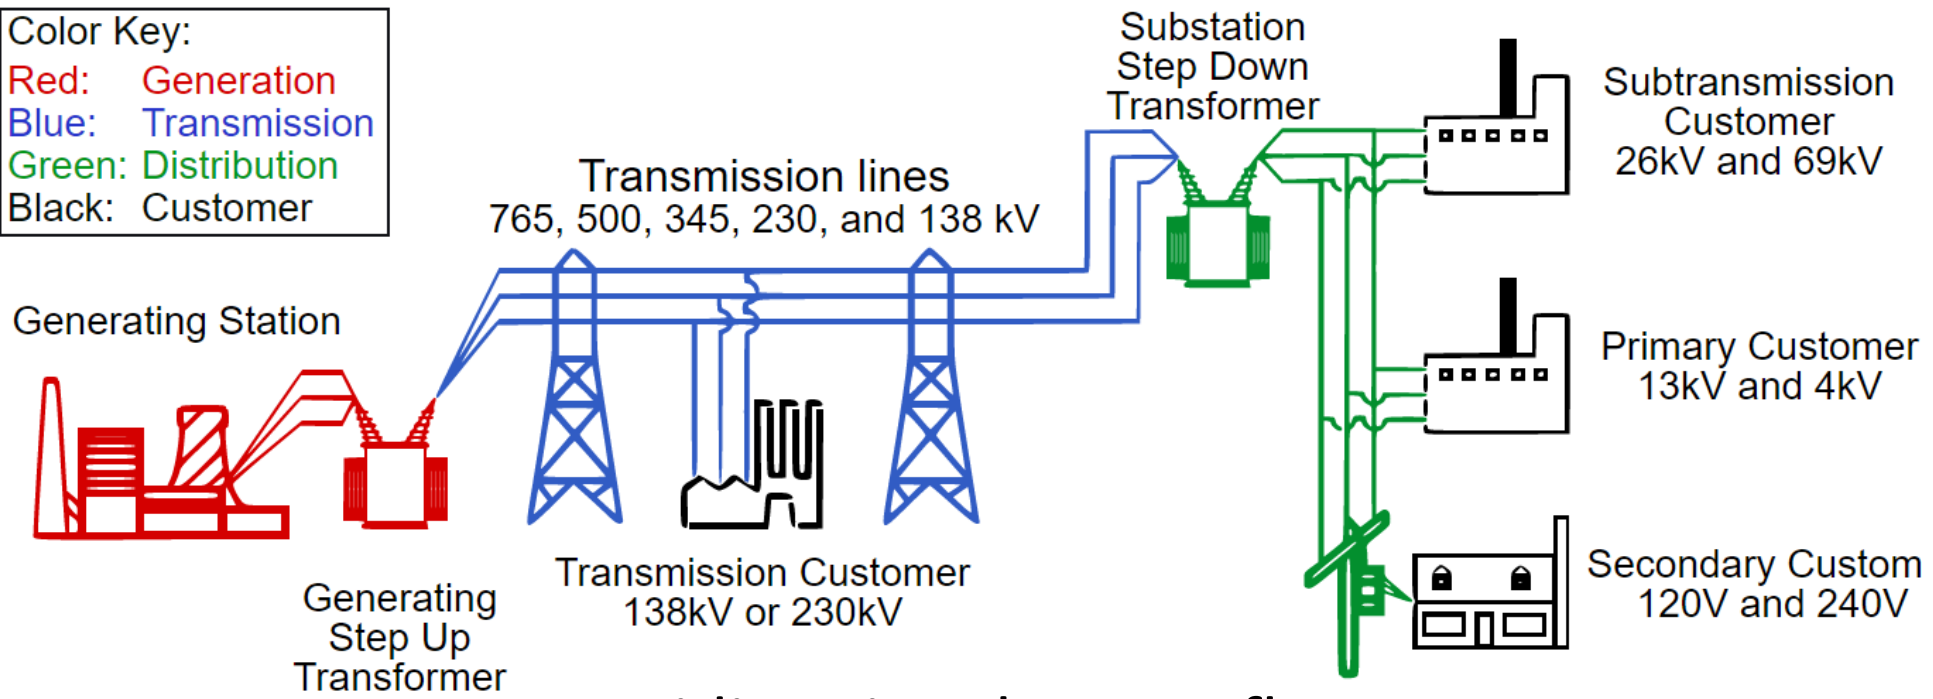 Color Key:
Red: Generation
Blue: Transmission
Green: Distribution
Black: Customer
Generating Station
Generating
Step Up
Transformer
Transmission lines
765, 500, 345, 230, and 138 kV
Transmission Customer
138kV or 230kV
Substation
Step Down
Transformer
Subtransmission
Customer
26kV and 69kV
Primary Customer
13kV and 4kV
Secondary Custom
120V and 240V